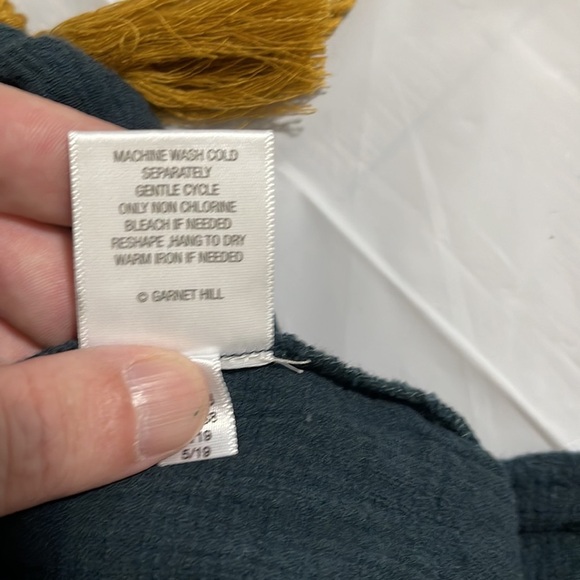 MACHINE WASH COLD
SEPARATELY
GENTLE CYCLE
ONLY NON CHLORINE
BLEACH IF NEEDED
RESHAPE ,HANG TO DRY
WARM IRON IF NEEDED
© GARNET HILL
5/19